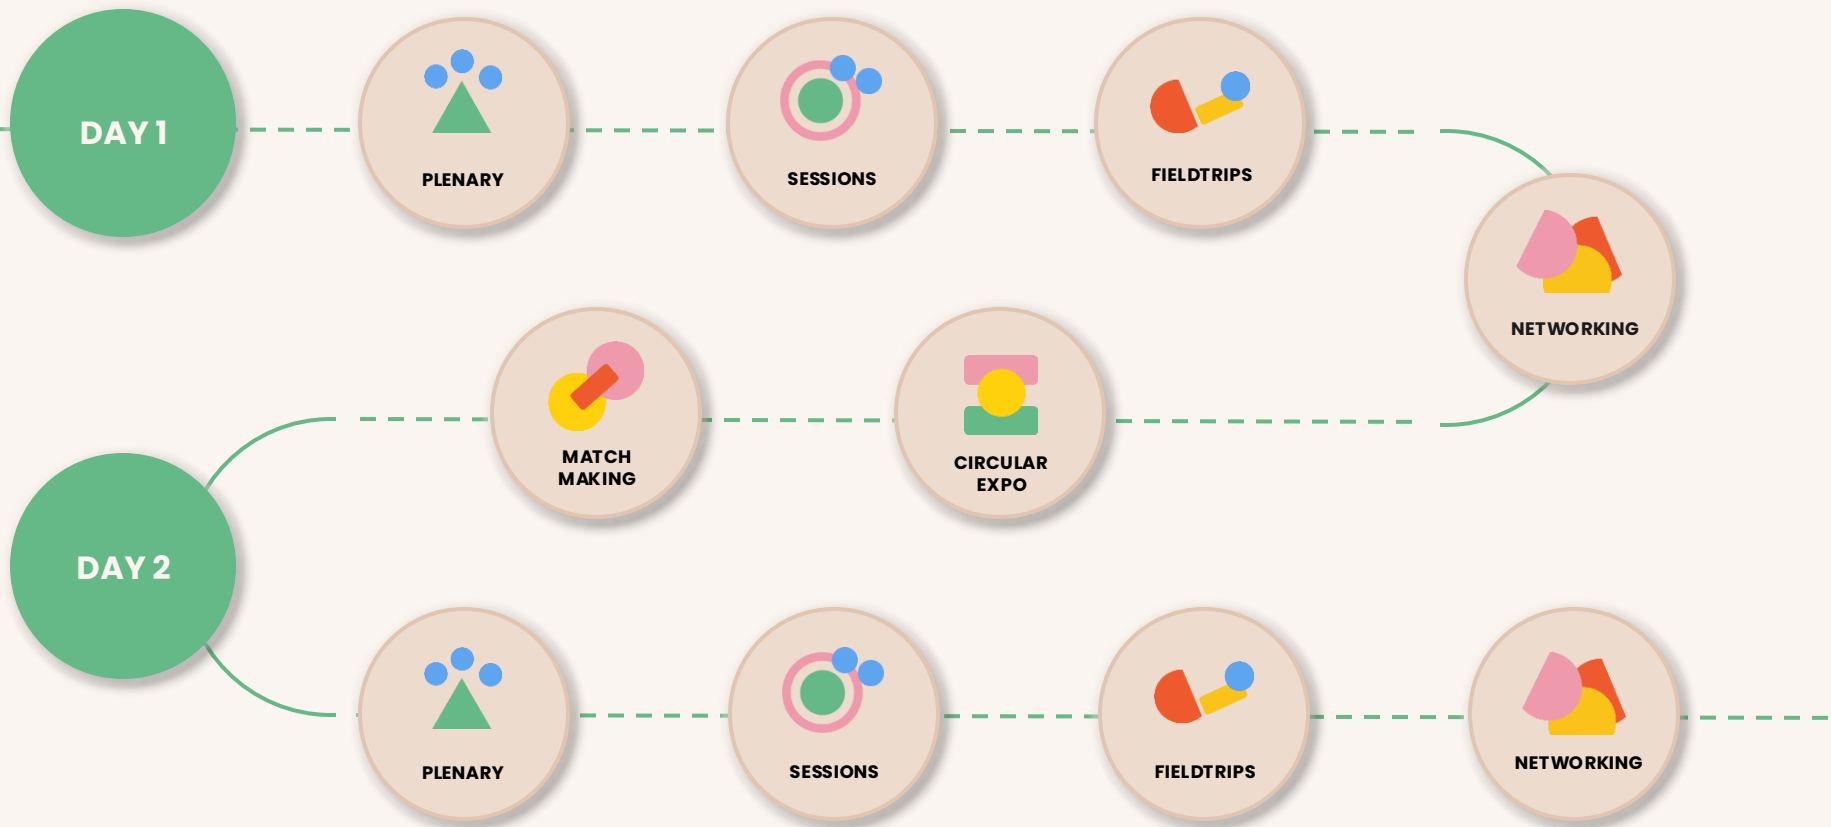 DAY 1
PLENARY
SESSIONS
FIELDTRIPS
NETWORKING
CIRCULAR
EXPO
MATCH
MAKING
DAY 2
PLENARY
SESSIONS
FIELDTRIPS
NETWORKING